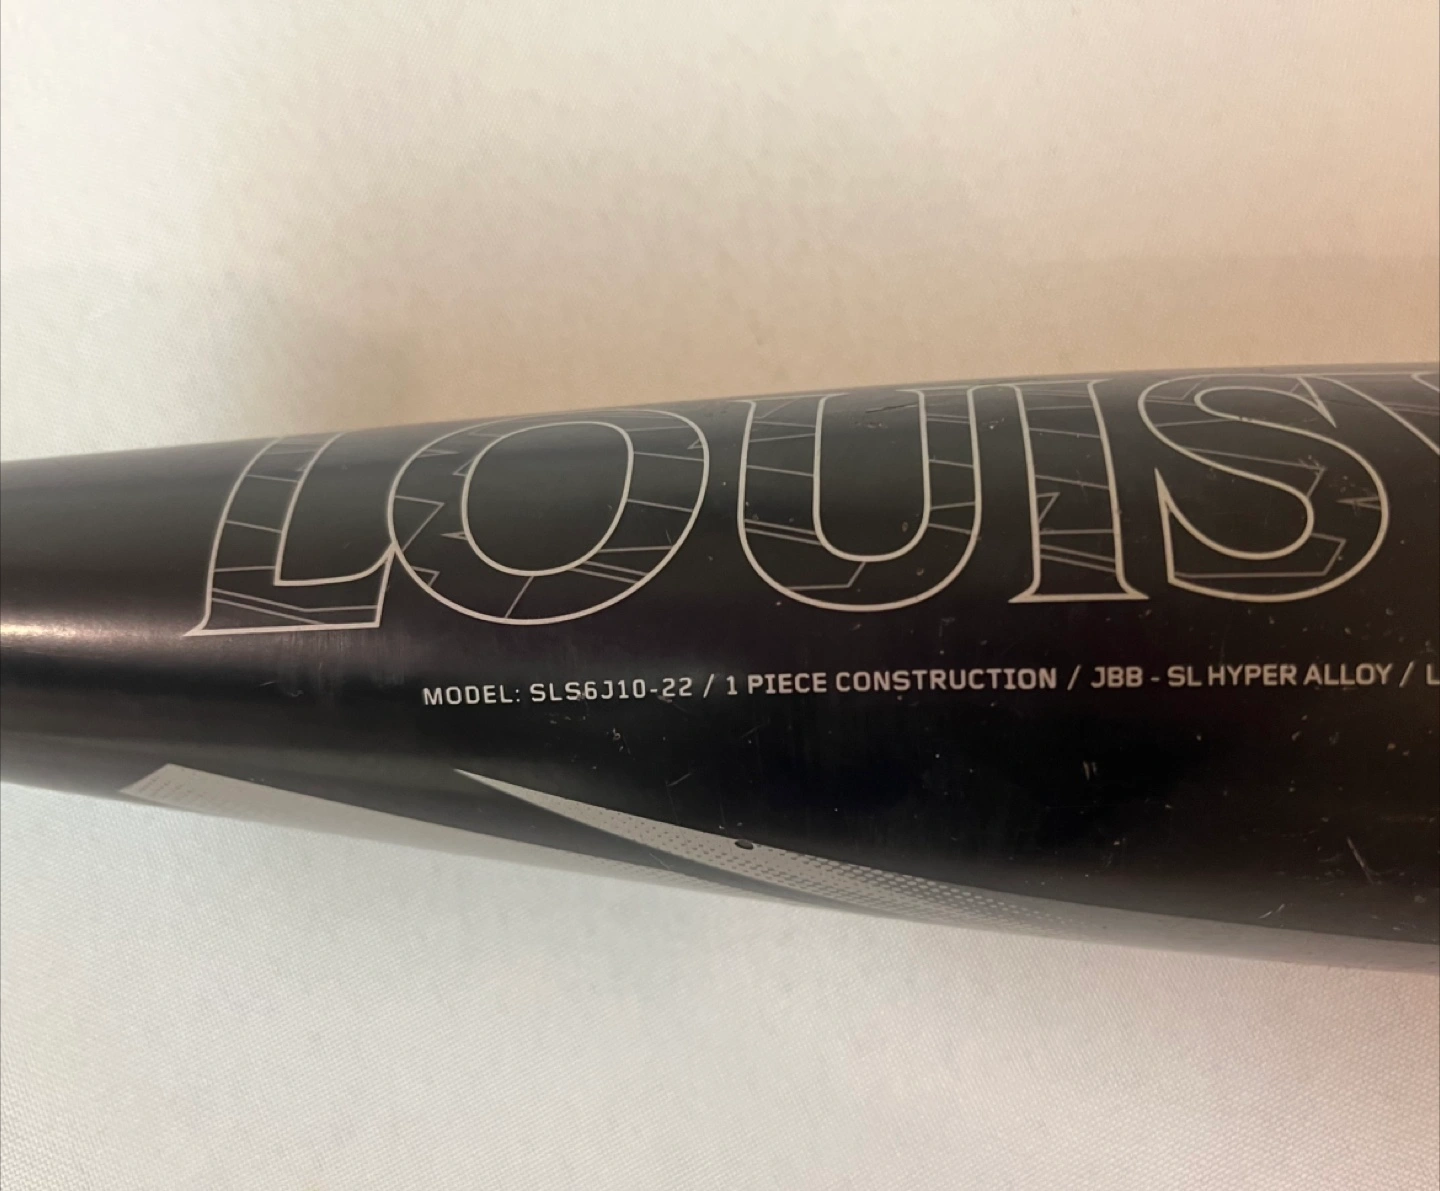 LOUIS
MODEL: SLS6J10-22 / 1 PIECE CONSTRUCTION / JBB - SL HYPER ALLOY / L